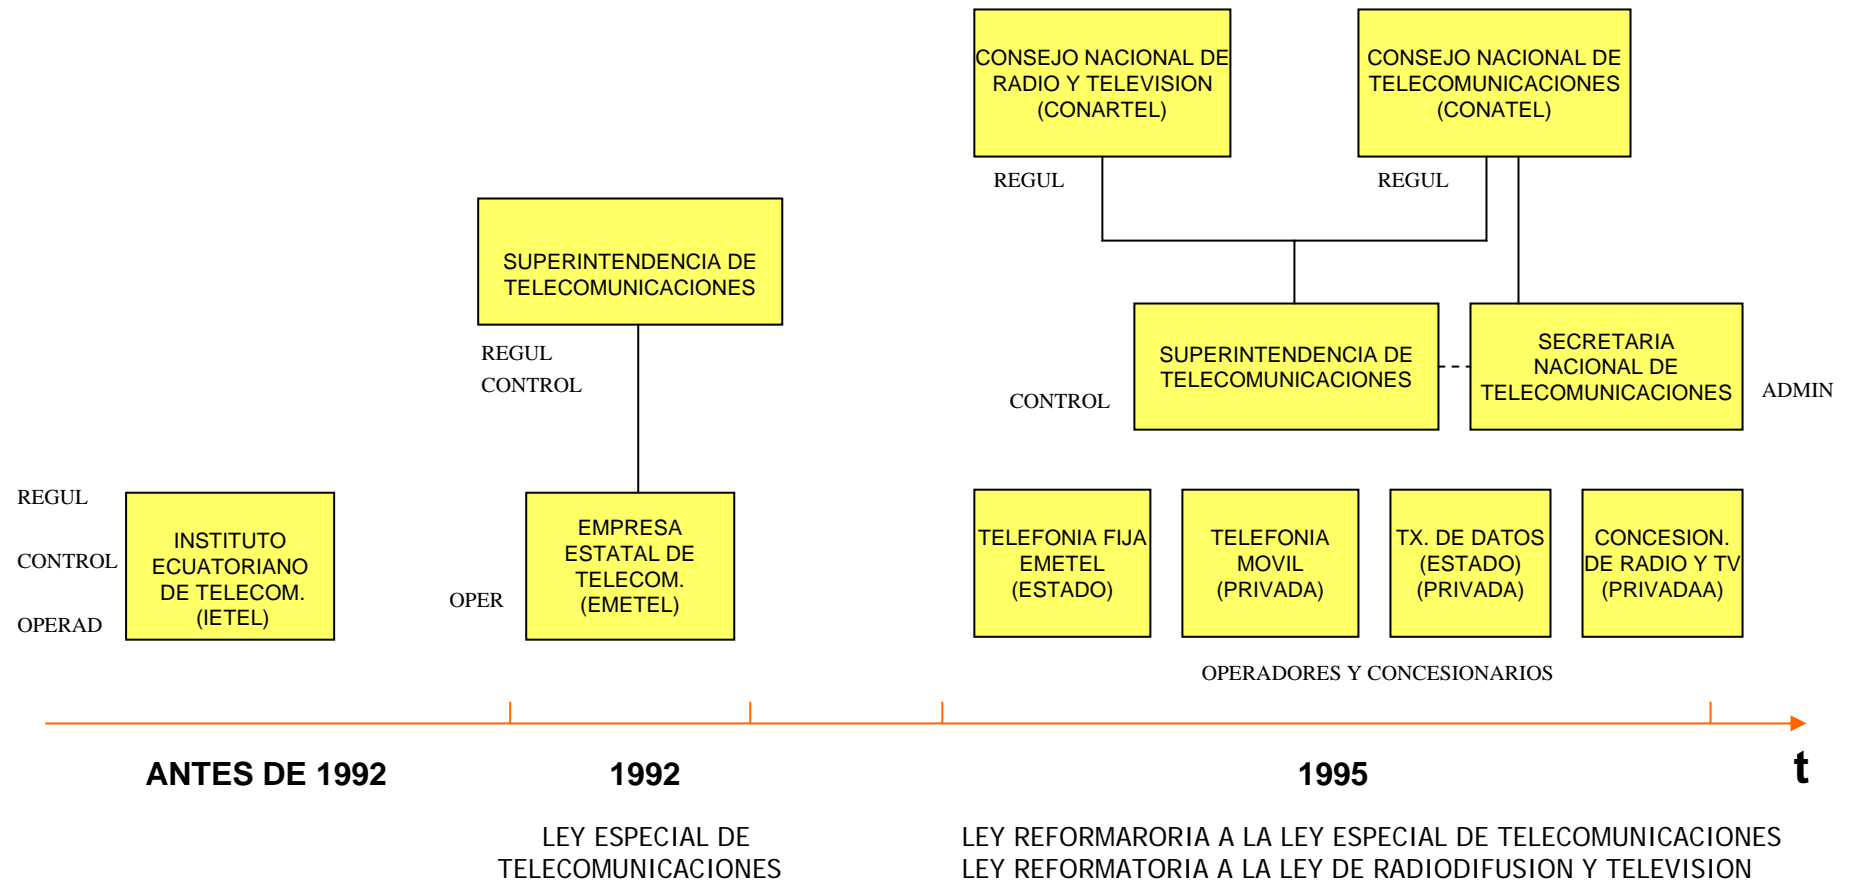 CONSEJO NACIONAL DE
RADIO Y TELEVISION
(CONARTEL)
CONSEJO NACIONAL DE
TELECOMUNICACIONES
(CONATEL)
REGUL
REGUL
SUPERINTENDENCIA DE
TELECOMUNICACIONES
REGUL
CONTROL
SUPERINTENDENCIA DE
TELECOMUNICACIONES
CONTROL
SECRETARIA
NACIONAL DE
TELECOMUNICACIONES
ADMIN
REGUL
CONTROL
OPERAD
INSTITUTO
ECUATORIANO
DE TELECOM.
(IETEL)
OPER
EMPRESA
ESTATAL DE
TELECOM.
(EMETEL)
TELEFONIA FIJA
EMETEL
(ESTADO)
TELEFONIA
MOVIL
(PRIVADA)
TX. DE DATOS
(ESTADO)
(PRIVADA)
CONCESION.
DE RADIO Y TV
(PRIVADAA)
OPERADORES Y CONCESIONARIOS
ANTES DE 1992
1992
1995
t
LEY ESPECIAL DE
TELECOMUNICACIONES
LEY REFORMARORIA A LA LEY ESPECIAL DE TELECOMUNICACIONES
LEY REFORMATORIA A LA LEY DE RADIODIFUSION Y TELEVISION